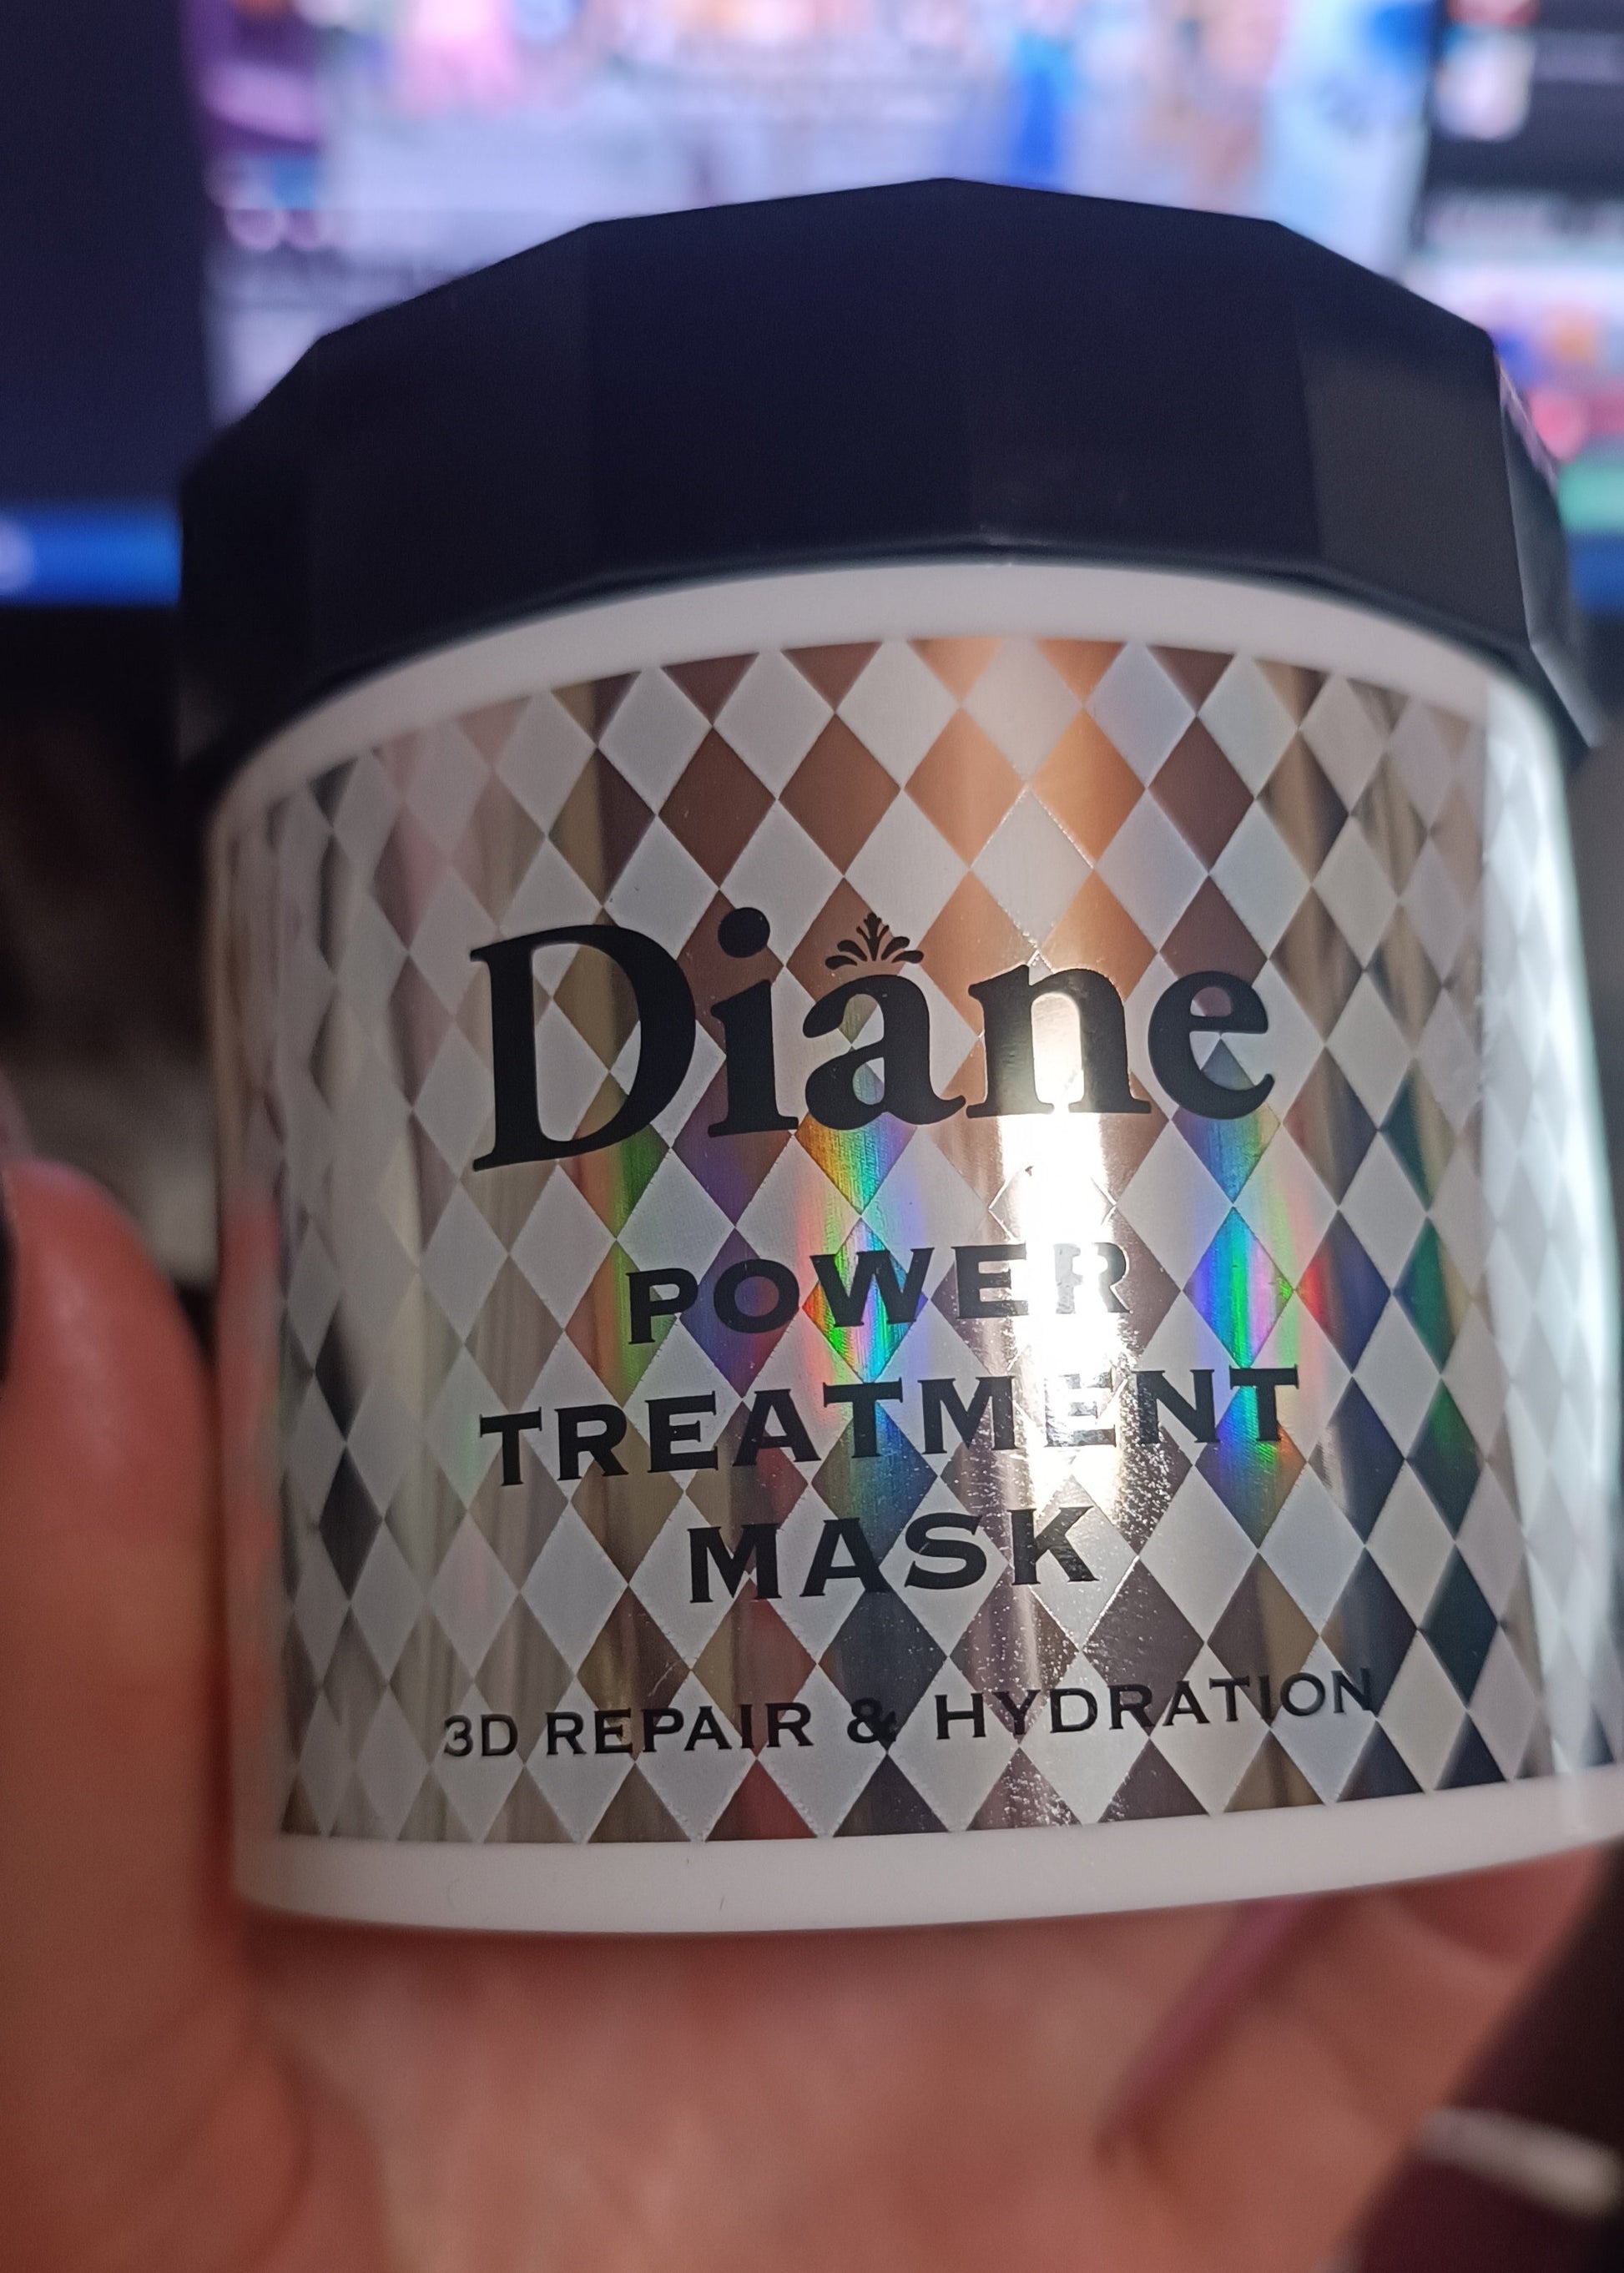 Diane
POWER
TREATMENT
MASK
3D REPAIR & HYDRATION